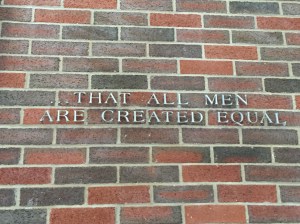 ...THAT ALL MEN
ARE CREATED EQUAL